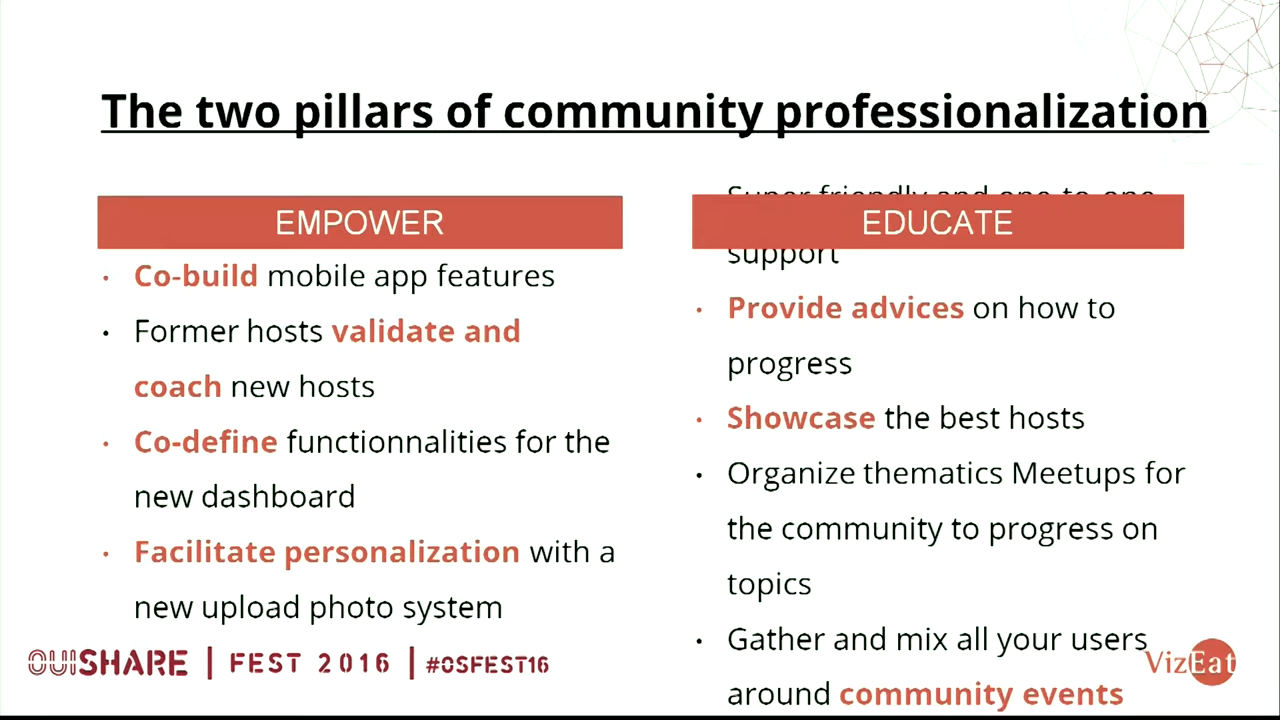 The two pillars of community professionalization
EMPOWER
• Co-build mobile app features
• Former hosts validate and
coach new hosts
• Co-define functionnalities for the
new dashboard
• Facilitate personalization with a
new upload photo system
Super friendly and one-to-one
EDUCATE
support
• Provide advices on how to
progress
• Showcase the best hosts
• Organize thematics Meetups for
the community to progress on
topics
• Gather and mix all your users
around community events
OUISHARE | FEST 2016 | #OSFEST16
VizEat